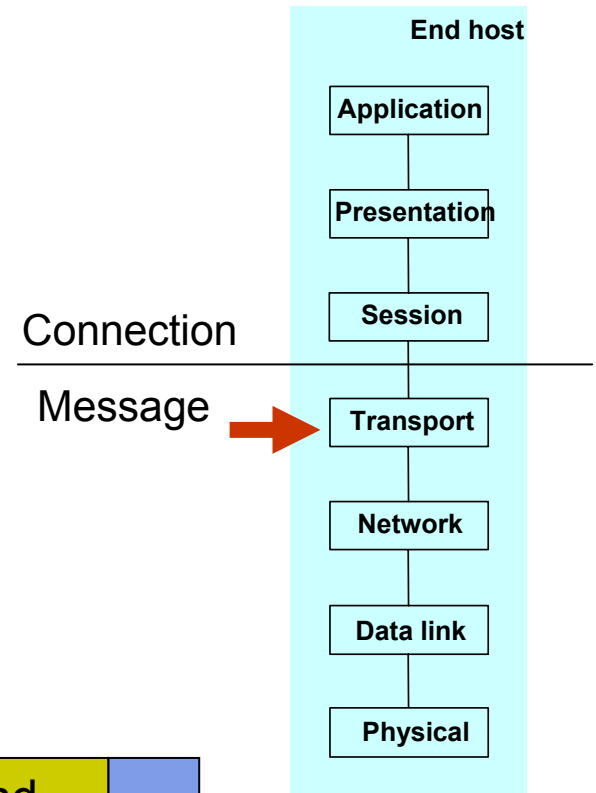 End host
Application
Presentation
Session
Connection
Message
Transport
Network
Data link
Physical